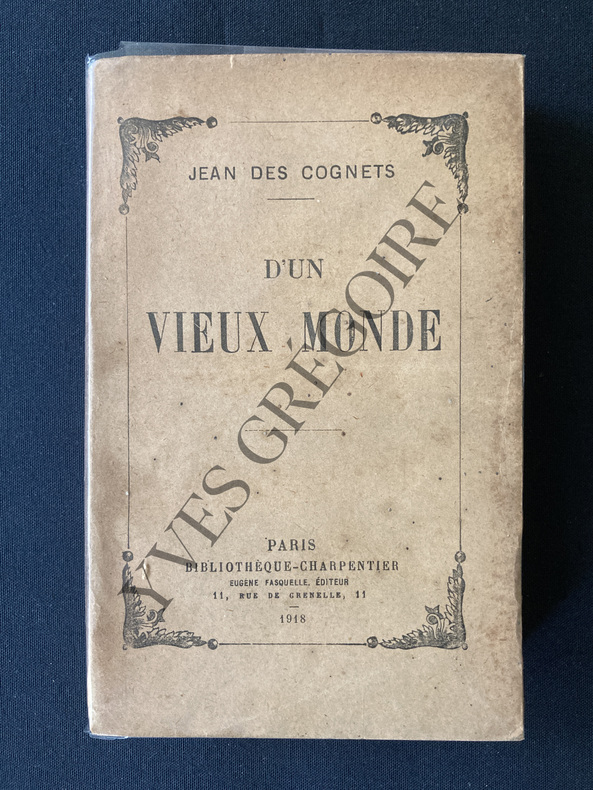 JEAN DES COGNETS
D'UN
VIEUX MONDE
YVES GRÉGOIRE
PARIS
BIBLIOTHÈQUE-CHARPENTIER
EUGÈNE FASQUELLE, ÉDITEUR
11, RUE DE GRENELLE, 11
1918